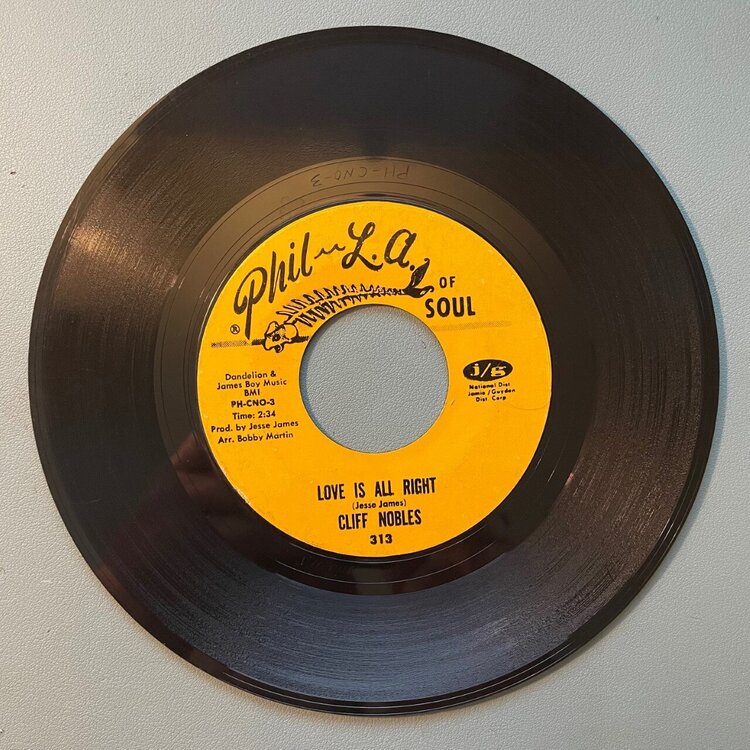 PH-CNO-3
Phil-L.A.
OF
SOUL
®
Dandelion &
James Boy Music
BMI
PH-CNO-3
Time: 2:34
Prod. by Jesse James
Arr. Bobby Martin
j/g
National Dist.
Jamie/Guyden
Dist. Corp
LOVE IS ALL RIGHT
(Jesse James)
CLIFF NOBLES
313